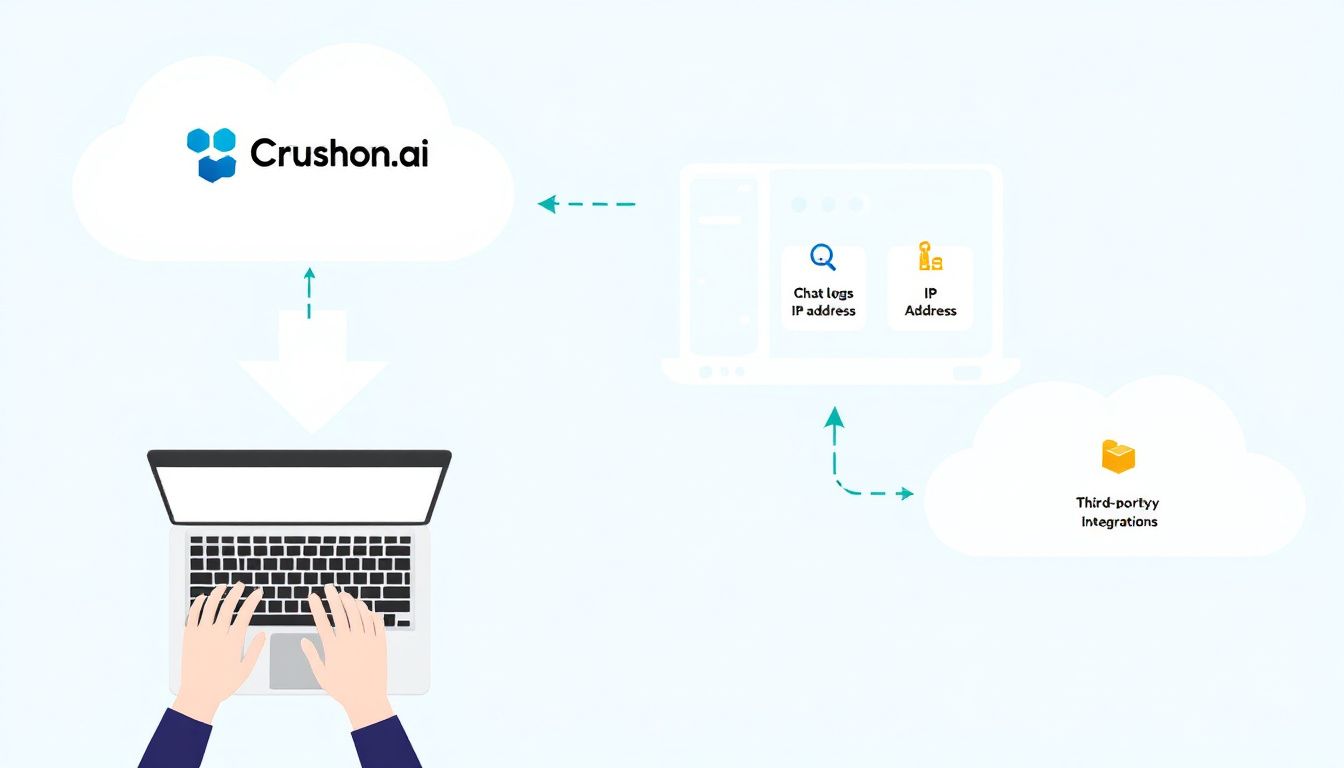 Crushon.ai
Chat logs
IP address
IP
Address
Third-portyy
Integrations